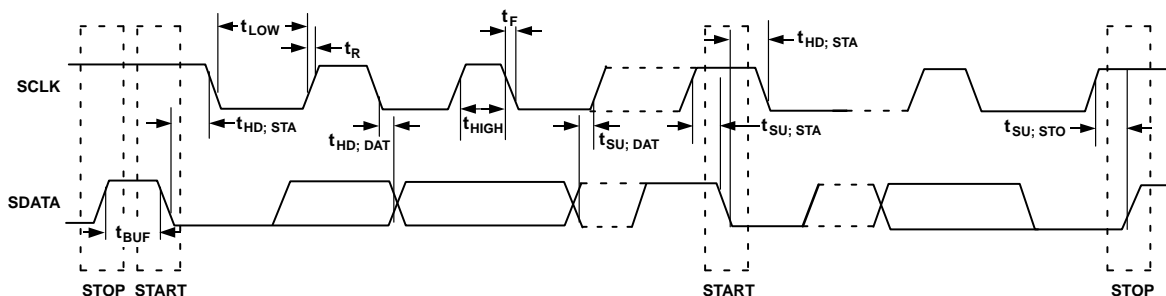 tLOW
tR
tF
tHD; STA
SCLK
tHD; STA
tHD; DAT
tHIGH
tSU; DAT
tSU; STA
tSU; STO
SDATA
tBUF
STOP START START STOP